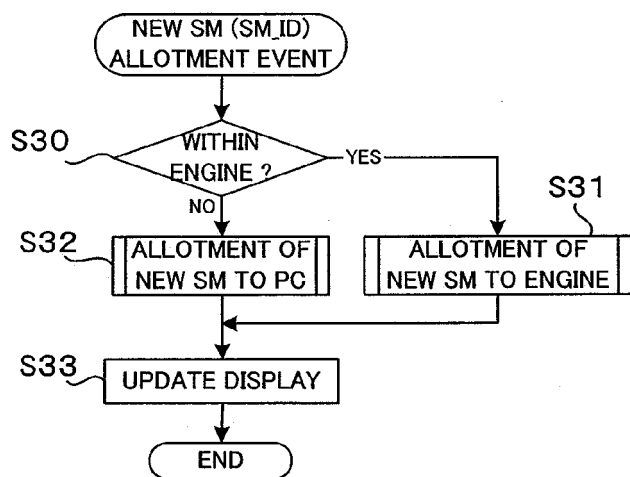 NEW SM (SM_ID)
ALLOTMENT EVENT
S30
WITHIN
ENGINE ?
YES
NO
S31
S32
ALLOTMENT OF
NEW SM TO PC
ALLOTMENT OF
NEW SM TO ENGINE
S33
UPDATE DISPLAY
END